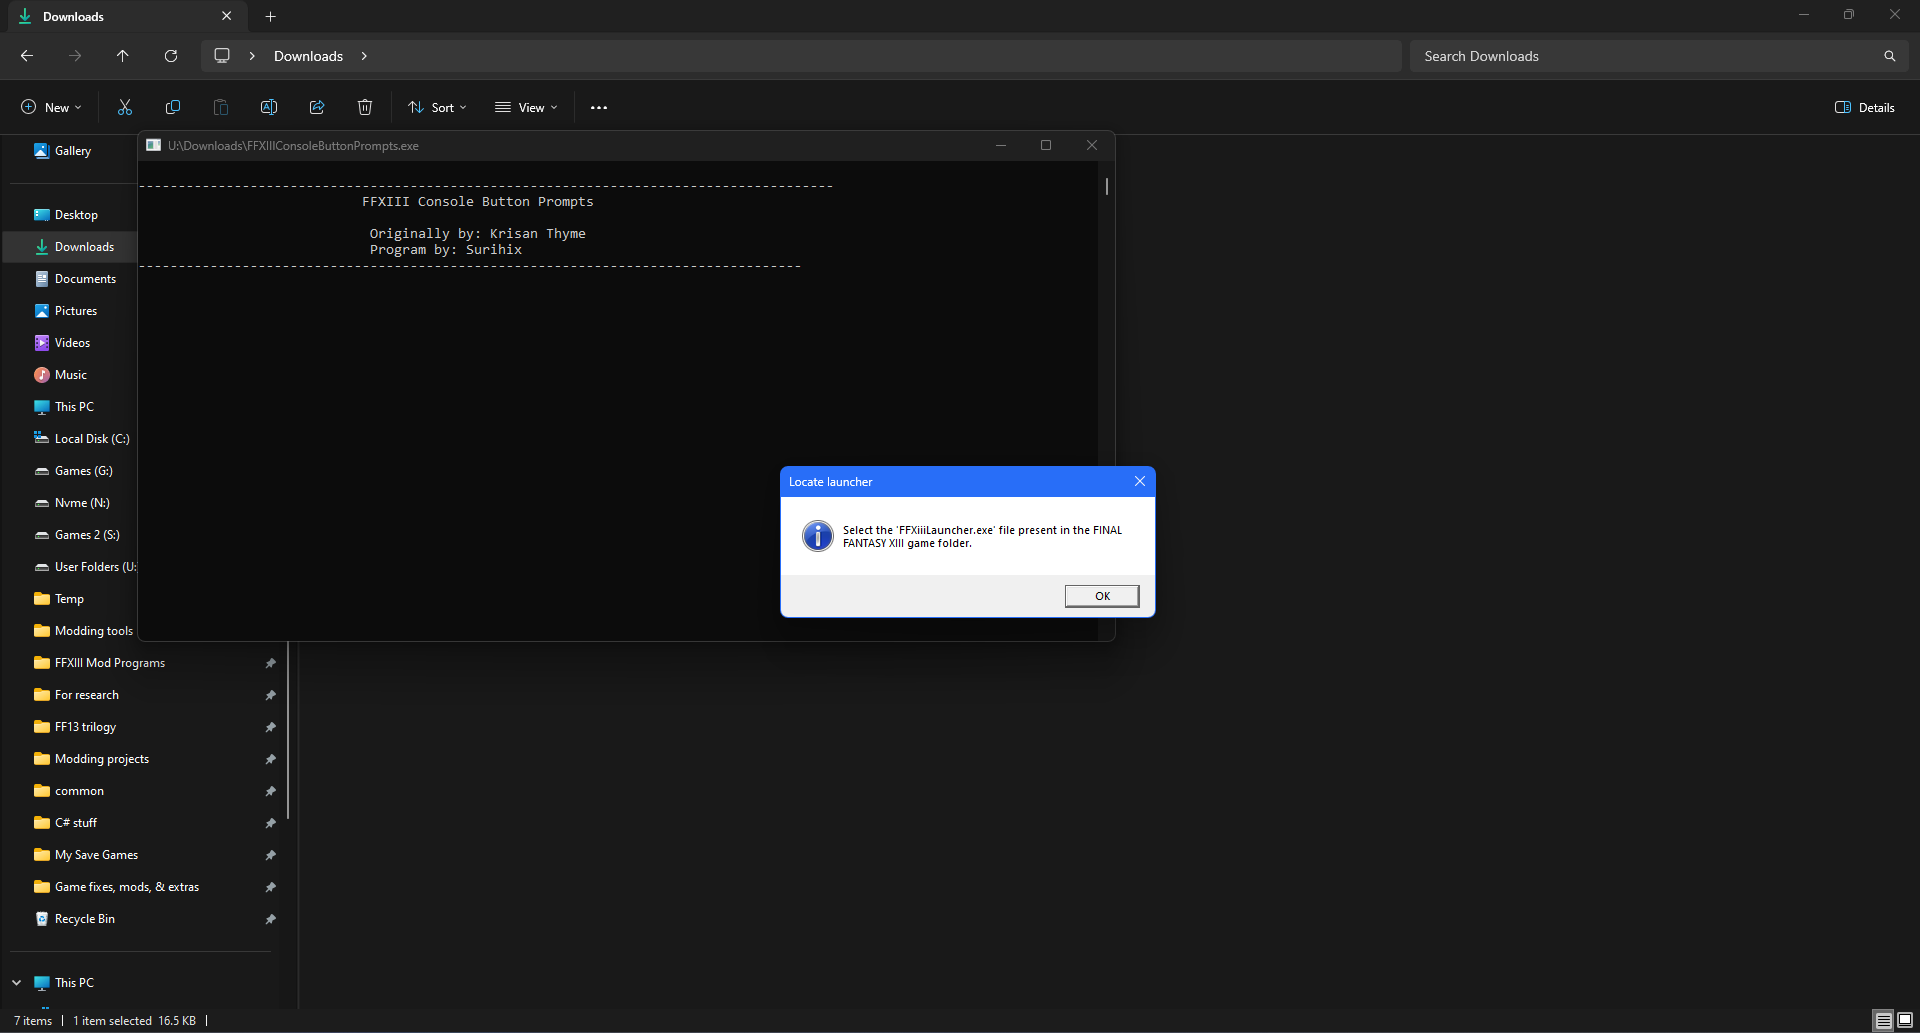 Downloads
Downloads
Search Downloads
New
Sort
View
Details
Gallery
Desktop
Downloads
Documents
Pictures
Videos
Music
This PC
Local Disk (C:)
Games (G:)
Nvme (N:)
Games 2 (S:)
User Folders (U:
Temp
Modding tools
FFXIII Mod Programs
For research
FF13 trilogy
Modding projects
common
C# stuff
My Save Games
Game fixes, mods, & extras
Recycle Bin
This PC
U:\Downloads\FFXIIIConsoleButtonPrompts.exe
---------------------------------------------------------------------------------------
FFXIII Console Button Prompts
Originally by: Krisan Thyme
Program by: Surihix
-----------------------------------------------------------------------------------
Locate launcher
Select the 'FFXiiiLauncher.exe' file present in the FINAL
FANTASY XIII game folder.
OK
7 items | 1 item selected 16.5 KB |